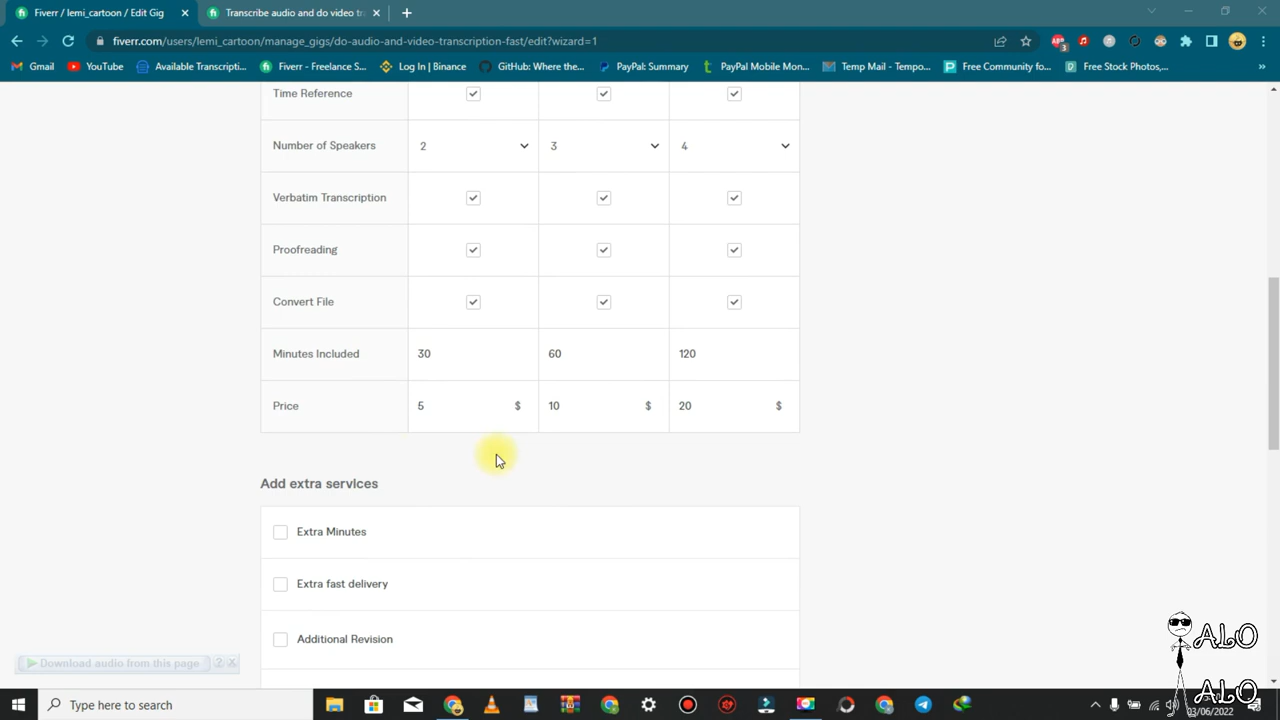 Fiverr / lemi_cartoon / Edit Gig
Transcribe audio and do video tr
fiverr.com/users/lemi_cartoon/manage_gigs/do-audio-and-video-transcription-fast/edit?wizard=1
Gmail
YouTube
Available Transcripti...
Fiverr - Freelance S...
Log In | Binance
GitHub: Where the...
PayPal: Summary
PayPal Mobile Mon...
Temp Mail - Tempo...
Free Community fo...
Free Stock Photos,...
»
Time Reference
Number of Speakers 2 3 4
Verbatim Transcription
Proofreading
Convert File
Minutes Included 30 60 120
Price 5 $ 10 $ 20 $
Add extra services
Extra Minutes
Extra fast delivery
Additional Revision
Download audio from this page ? x
ALO
ALO
Type here to search
03/06/2022